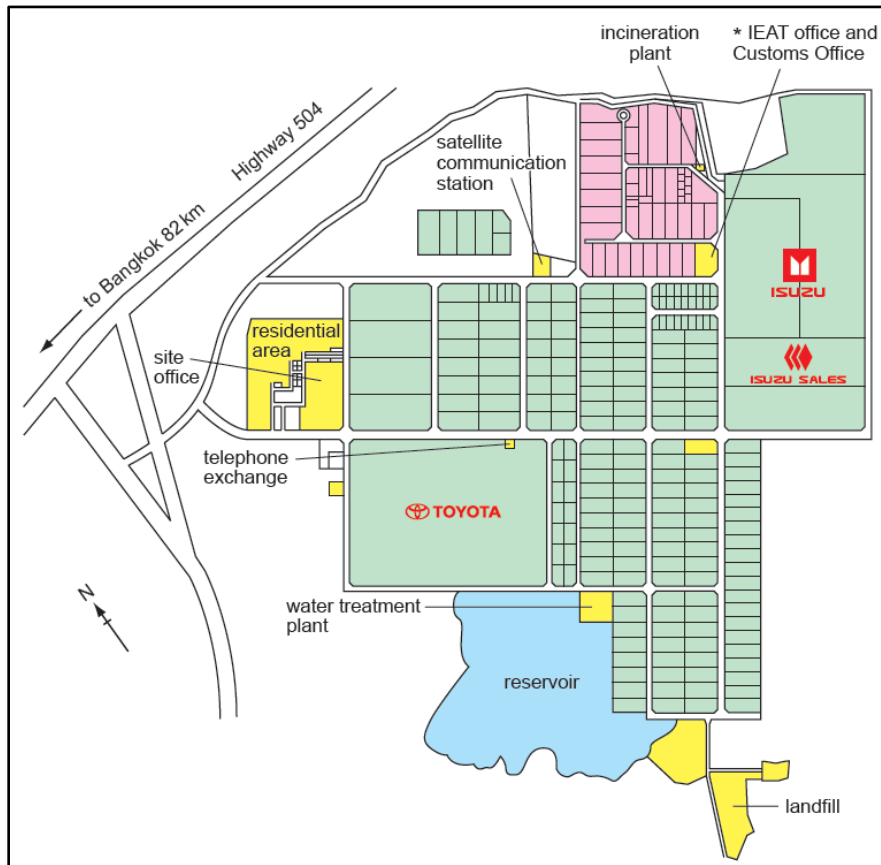 incineration
plant
* IEAT office and
Customs Office
Highway 504
to Bangkok 82 km
satellite
communication
station
ISUZU
ISUZU SALES
residential
area
site
office
telephone
exchange
TOYOTA
N
water treatment
plant
reservoir
landfill